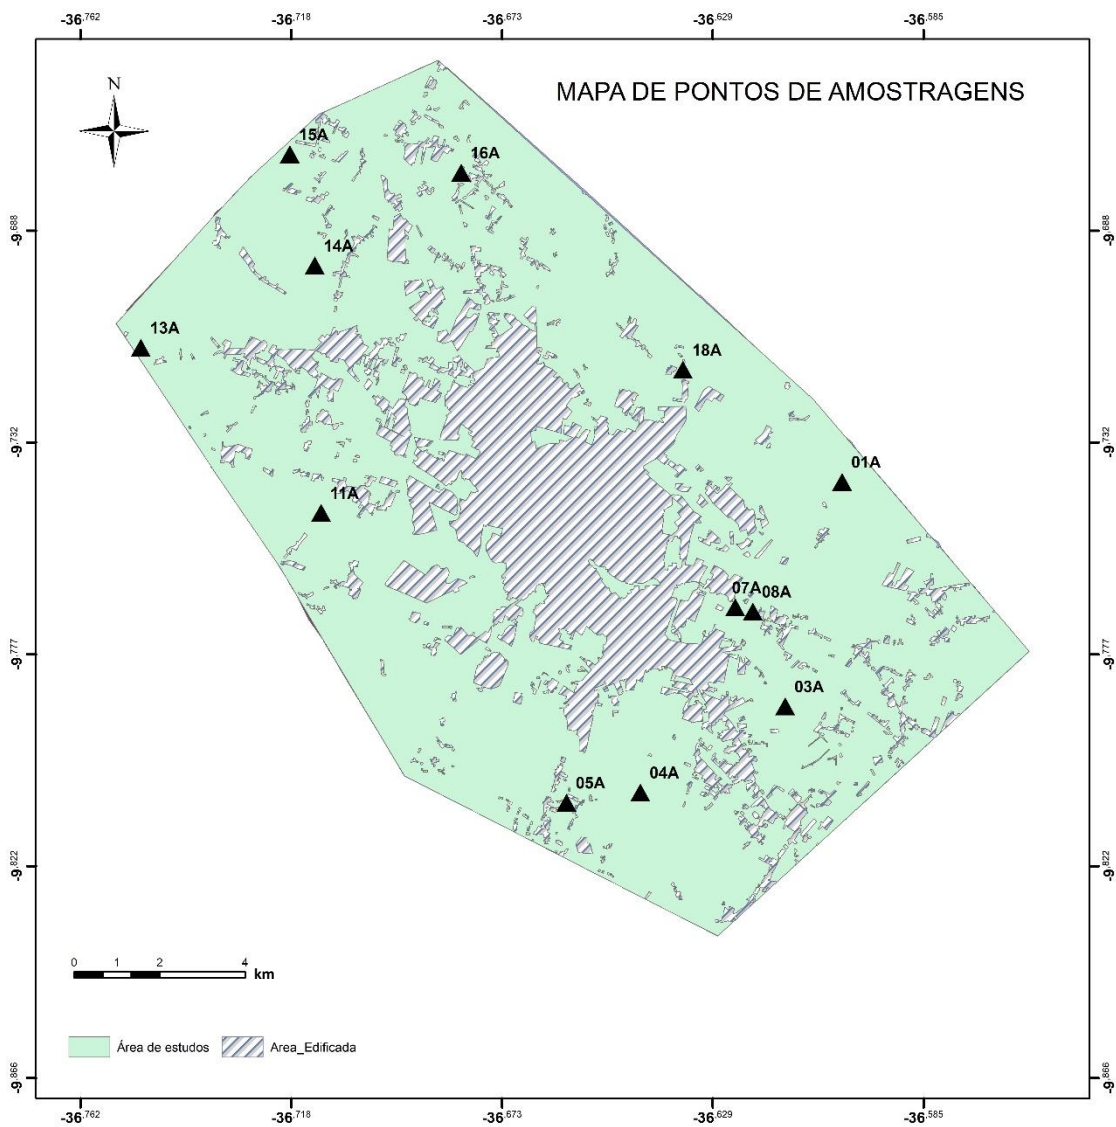 -36.762 -36.718 -36.673 -36.629 -36.585
MAPA DE PONTOS DE AMOSTRAGENS
N
15A
16A
-9.688 -9.688
14A
13A
18A
-9.732 -9.732
01A
11A
07A 08A
-9.777 -9.777
03A
05A 04A
-9.822 -9.822
0 1 2 4 km
Área de estudos Area_Edificada
-9.866 -9.866
-36.762 -36.718 -36.673 -36.629 -36.585